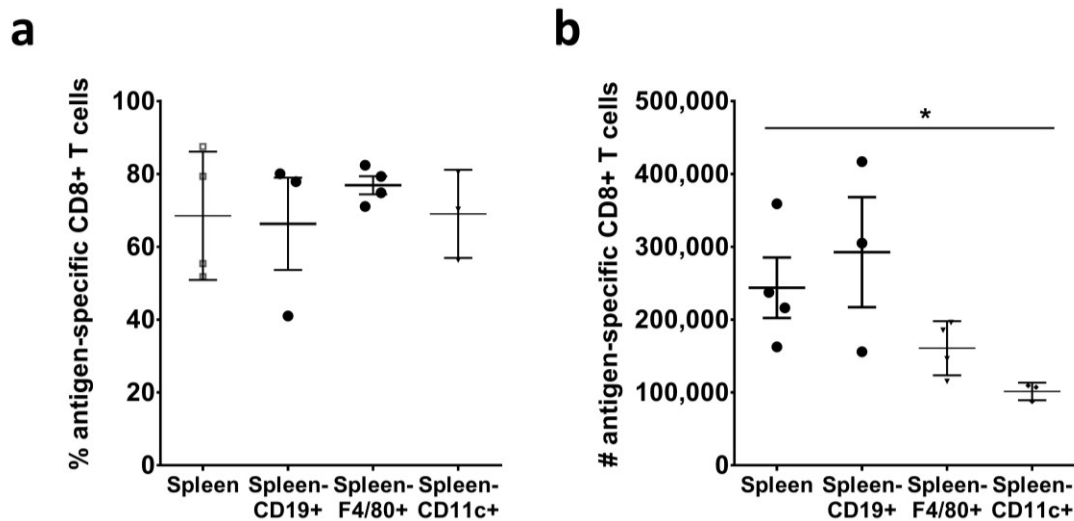 a
b
% antigen-specific CD8+ T cells
100
80
60
40
20
0
Spleen
Spleen-
CD19+
Spleen-
F4/80+
Spleen-
CD11c+
# antigen-specific CD8+ T cells
500,000
400,000
300,000
200,000
100,000
0
*
Spleen
Spleen-
CD19+
Spleen-
F4/80+
Spleen-
CD11c+